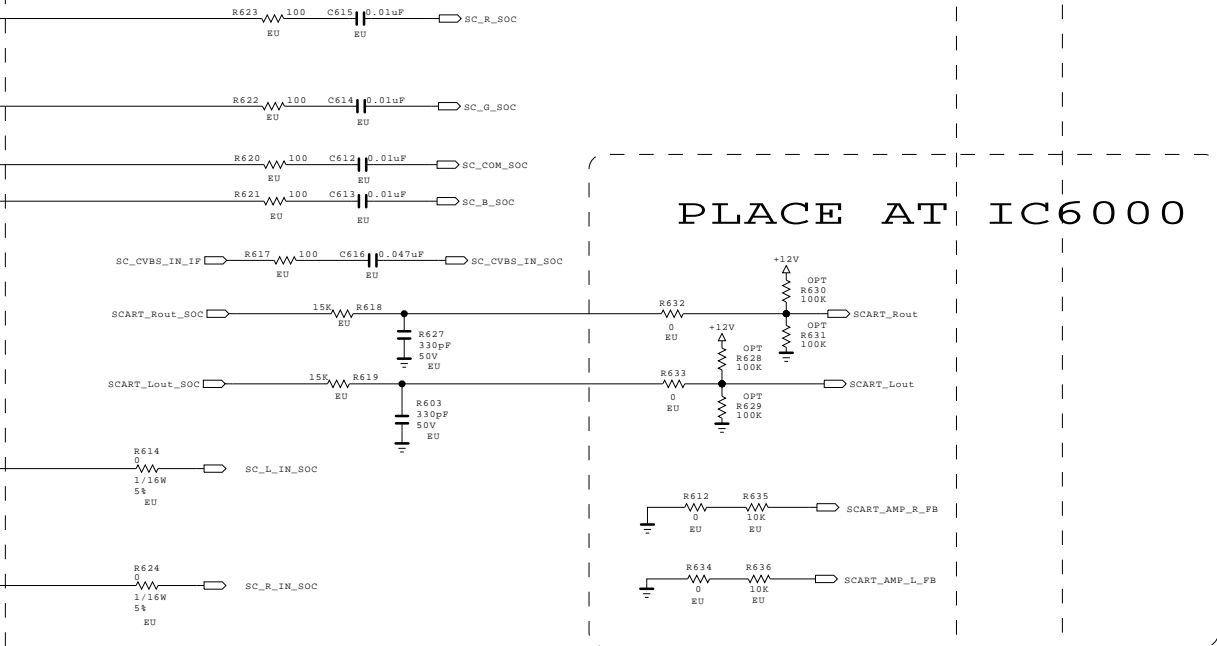 R623 100 C615 0.01uF SC_R_SOC
EU EU
R622 100 C614 0.01uF SC_G_SOC
EU EU
R620 100 C612 0.01uF SC_COM_SOC
EU EU
R621 100 C613 0.01uF SC_B_SOC
EU EU
PLACE AT IC6000
SC_CVBS_IN_IF R617 100 C616 0.047uF SC_CVBS_IN_SOC
EU EU
+12V
OPT
R630
100K
SCART_Rout_SOC 15K R618 R632 SCART_Rout
EU 0
EU
R627
330pF
50V
EU
OPT
R631
100K
+12V
OPT
R628
100K
SCART_Lout_SOC 15K R619 R633 SCART_Lout
EU 0
EU
R603
330pF
50V
EU
OPT
R629
100K
R614
0
SC_L_IN_SOC
1/16W
5%
EU
R612 R635 SCART_AMP_R_FB
0 10K
EU EU
R624
0
SC_R_IN_SOC
1/16W
5%
EU
R634 R636 SCART_AMP_L_FB
0 10K
EU EU